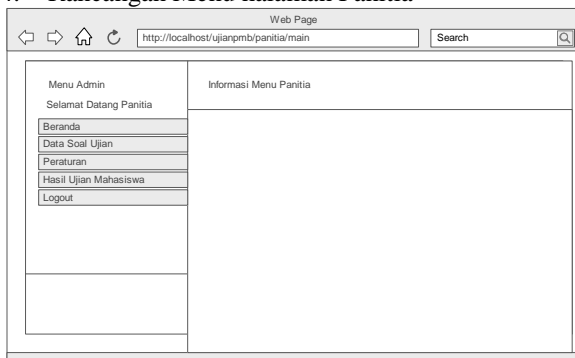 Rancangan Menu halaman Panitia
Web Page
http://localhost/ujianpmb/panitia/main
Search
Menu Admin
Selamat Datang Panitia
Beranda
Data Soal Ujian
Peraturan
Hasil Ujian Mahasiswa
Logout
Informasi Menu Panitia